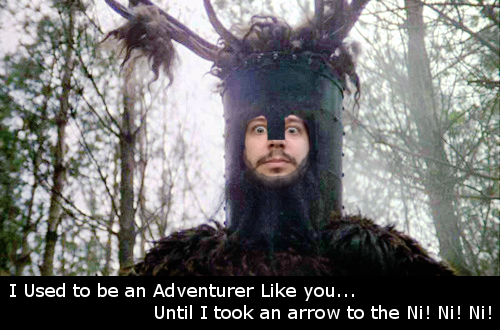 I Used to be an Adventurer Like you...
Until I took an arrow to the Ni! Ni! Ni!